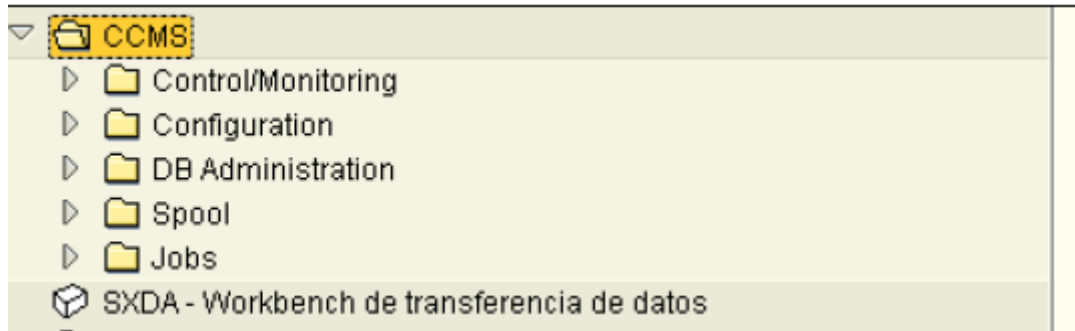 CCMS
Control/Monitoring
Configuration
DB Administration
Spool
Jobs
SXDA - Workbench de transferencia de datos